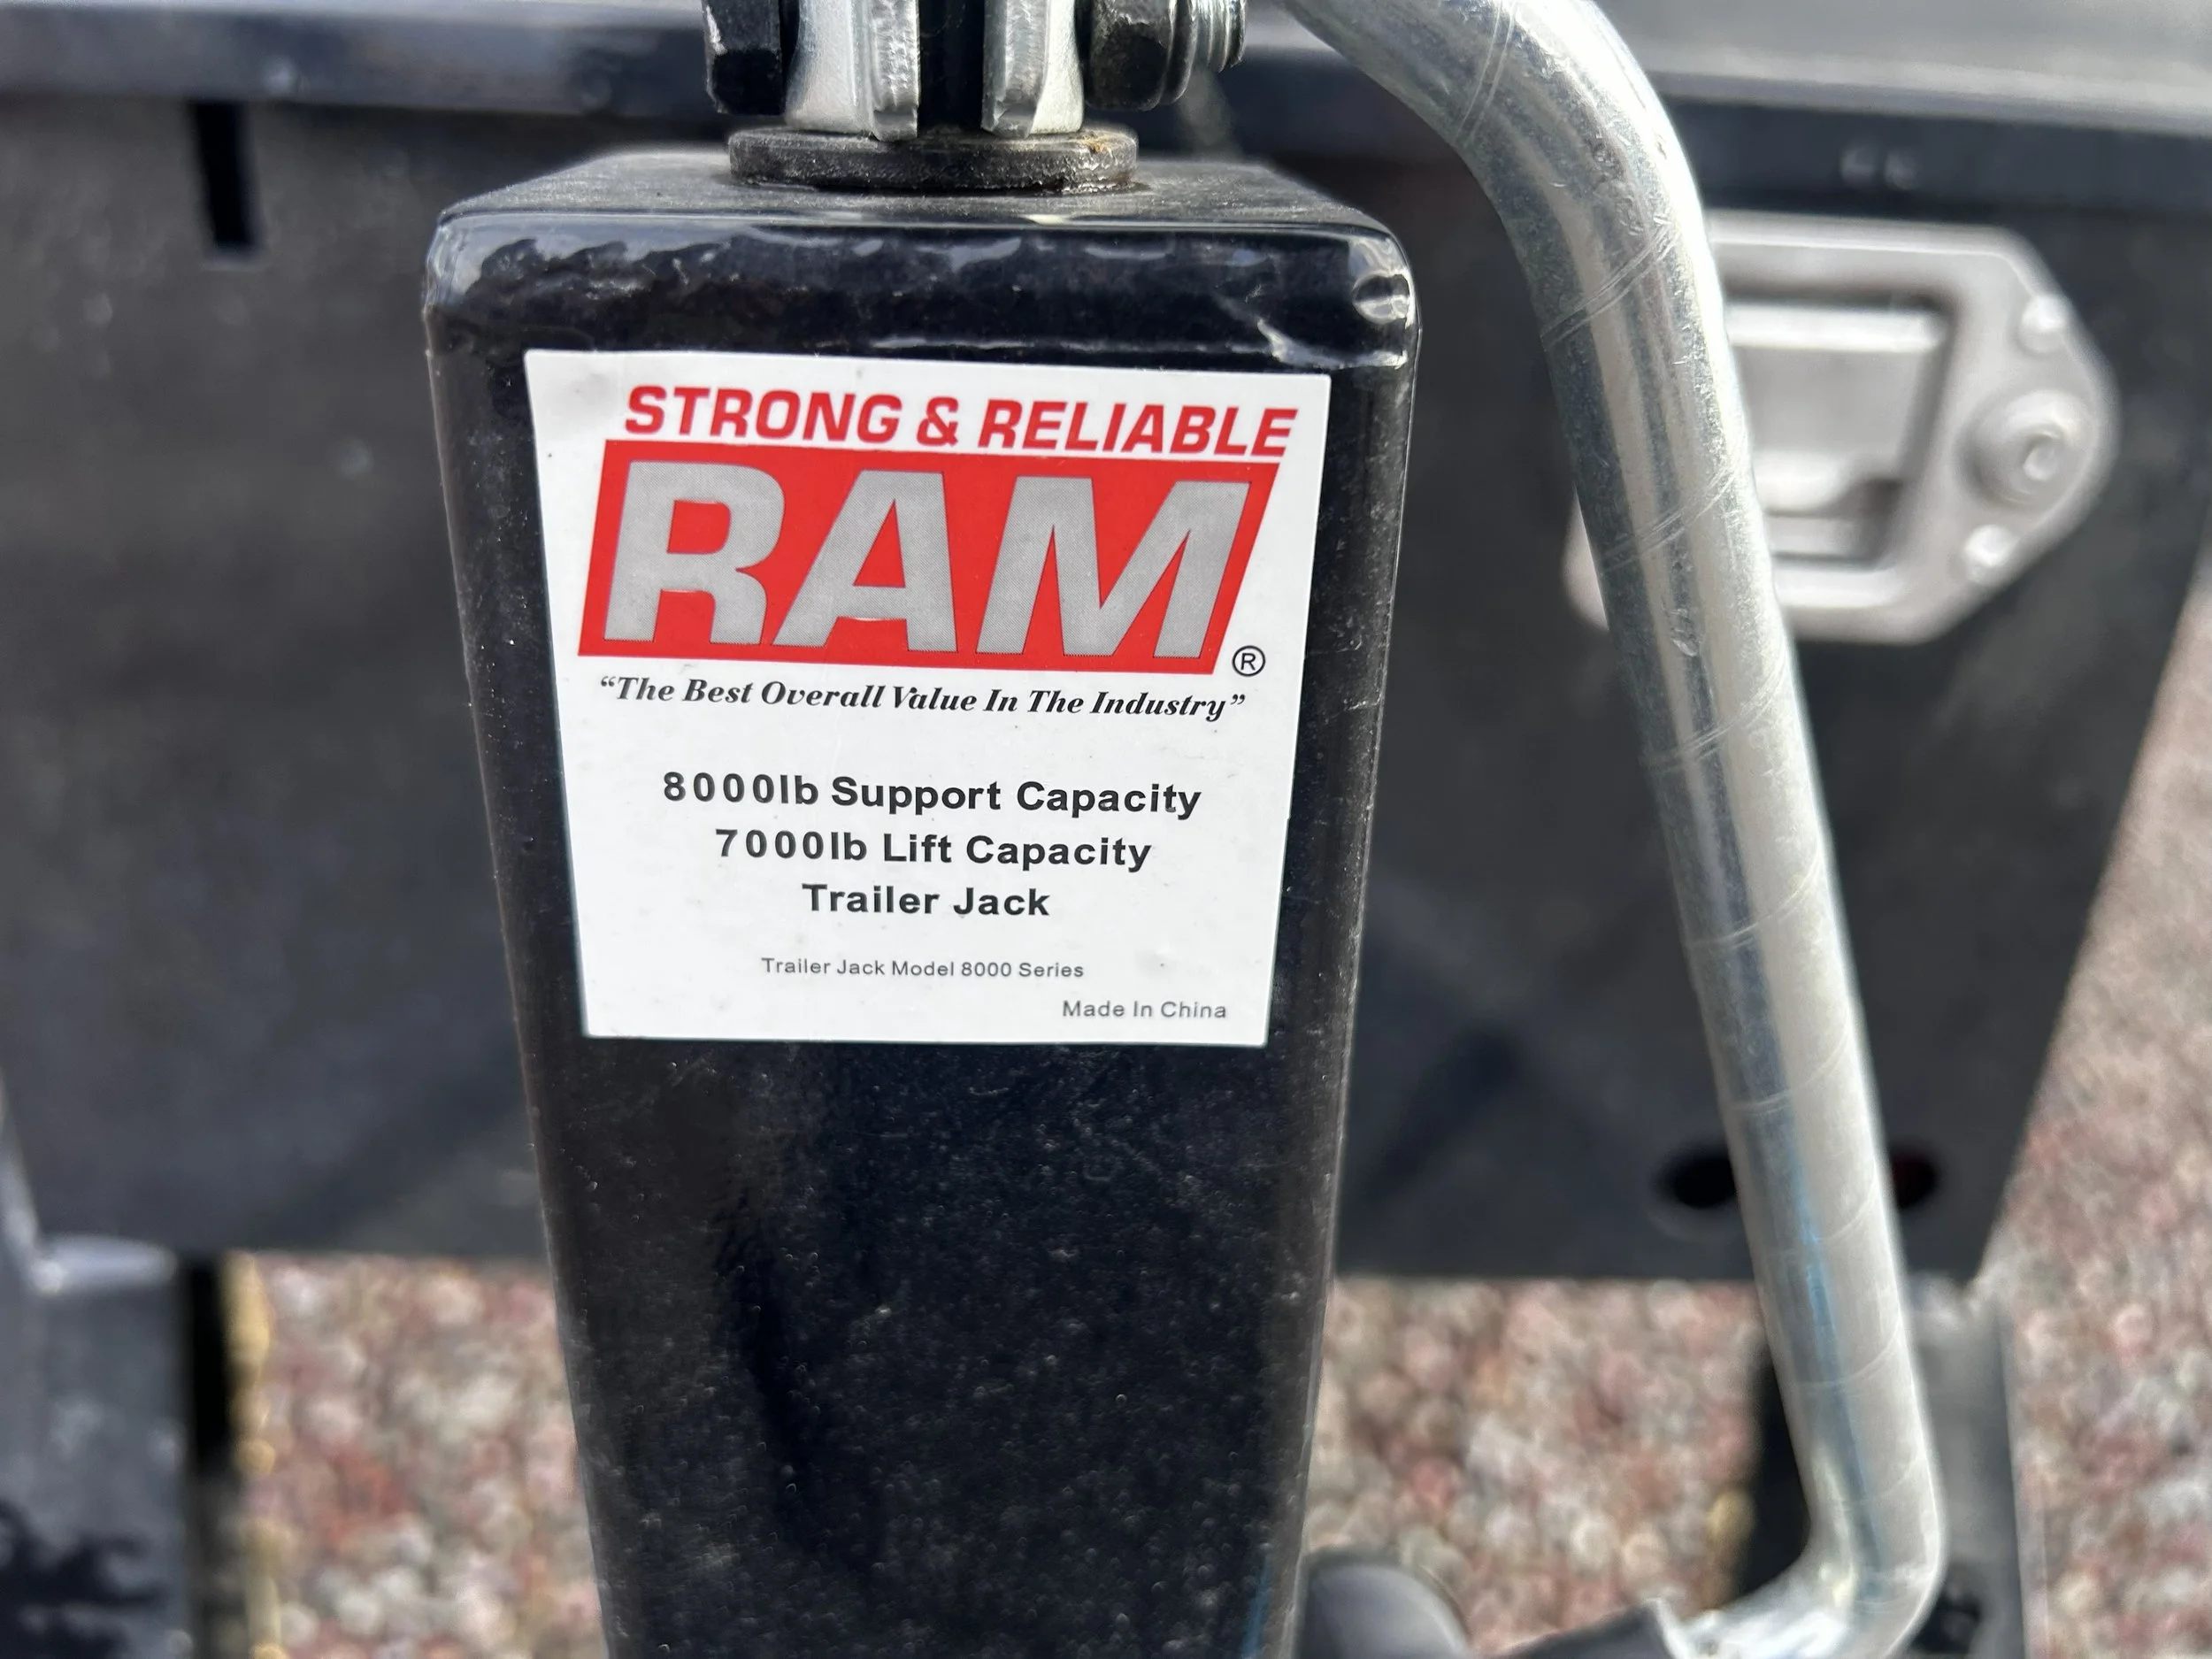 STRONG & RELIABLE
RAM®
“The Best Overall Value In The Industry”
8000lb Support Capacity
7000lb Lift Capacity
Trailer Jack
Trailer Jack Model 8000 Series
Made In China